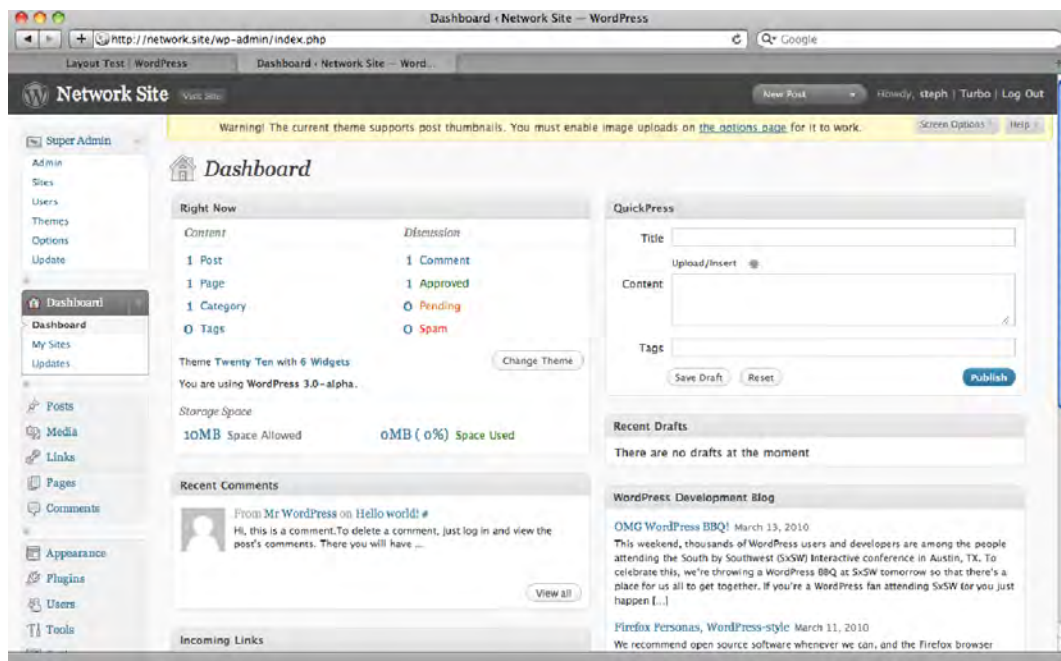 Dashboard ‹ Network Site — WordPress
http://network.site/wp-admin/index.php
Google
Layout Test | WordPress
Dashboard ‹ Network Site — Word...
Network Site
Visit Site
New Post
Howdy, steph | Turbo | Log Out
Warning! The current theme supports post thumbnails. You must enable image uploads on the options page for it to work.
Screen Options
Help
Super Admin
Admin
Sites
Users
Themes
Options
Update
Dashboard
Dashboard
My Sites
Updates
Posts
Media
Links
Pages
Comments
Appearance
Plugins
Users
Tools
Dashboard
Right Now
Content
Discussion
1 Post
1 Comment
1 Page
1 Approved
1 Category
0 Pending
0 Tags
0 Spam
Theme Twenty Ten with 6 Widgets
Change Theme
You are using WordPress 3.0-alpha.
Storage Space
10MB Space Allowed
0MB ( 0%) Space Used
Recent Comments
From Mr WordPress on Hello world! #
Hi, this is a comment.To delete a comment, just log in and view the
post's comments. There you will have ...
View all
Incoming Links
QuickPress
Title
Upload/Insert
Content
Tags
Save Draft
Reset
Publish
Recent Drafts
There are no drafts at the moment
WordPress Development Blog
OMG WordPress BBQ! March 13, 2010
This weekend, thousands of WordPress users and developers are among the people
attending the South by Southwest (SxSW) Interactive conference in Austin, TX. To
celebrate this, we're throwing a WordPress BBQ at SxSW tomorrow so that there's a
place for us all to get together. If you're a WordPress fan attending SxSW (or you just
happen [...]
Firefox Personas, WordPress-style March 11, 2010
We recommend open source software whenever we can, and the Firefox browser